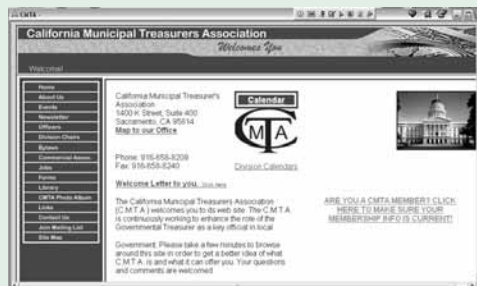 CMTA -
California Municipal Treasurers Association
Welcomes You
Welcome!
Home
About Us
Events
Newsletter
Officers
Division Chairs
Bylaws
Commercial Assoc.
Jobs
Forms
Library
CMTA Photo Album
Links
Contact Us
Join Mailing List
Site Map
California Municipal Treasurer's
Association
1400 K Street, Suite 400
Sacramento, CA 95814
Map to our Office
Phone: 916-658-8209
Fax: 916-658-8240
Welcome Letter to you, Click Here
The California Municipal Treasurers Association
(C.M.T.A.) welcomes you to its web site. The C.M.T.A.
is continuously working to enhance the role of the
Governmental Treasurer as a key official in local
Government. Please take a few minutes to browse
around this site in order to get a better idea of what
C.M.T.A. is and what it can offer you. Your questions
and comments are welcomed
Calendar
CMTA
Division Calendars
ARE YOU A CMTA MEMBER? CLICK
HERE TO MAKE SURE YOUR
MEMBERSHIP INFO IS CURRENT!